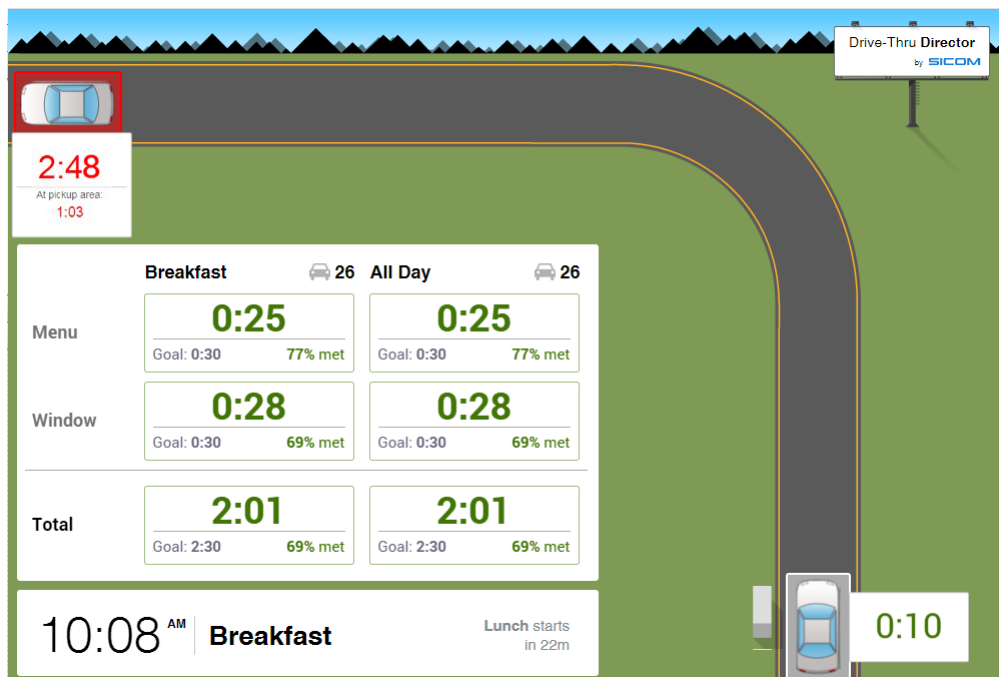 Drive-Thru Director
by SICOM
2:48
At pickup area:
1:03
Breakfast 26 All Day 26
Menu
0:25 0:25
Goal: 0:30 77% met Goal: 0:30 77% met
Window
0:28 0:28
Goal: 0:30 69% met Goal: 0:30 69% met
Total
2:01 2:01
Goal: 2:30 69% met Goal: 2:30 69% met
10:08 AM Breakfast
Lunch starts
in 22m
0:10